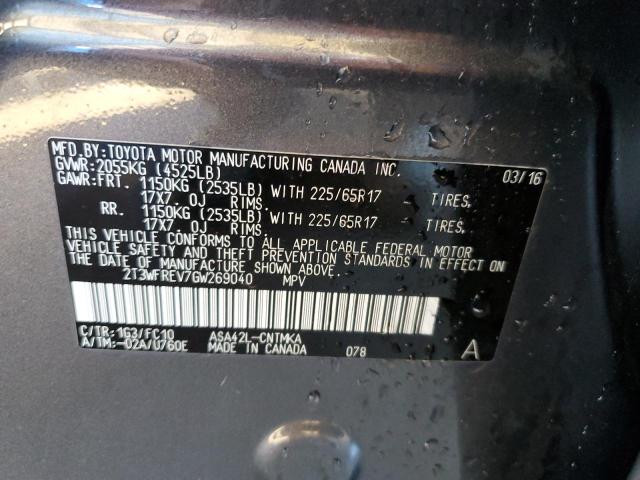 MFD.BY:TOYOTA MOTOR MANUFACTURING CANADA INC.
GVWR:2055KG (4525LB) 03/16
GAWR:FRT. 1150KG (2535LB) WITH 225/65R17 - TIRES,
17X7 0J RIMS.
RR. 1150KG (2535LB) WITH 225/65R17 - TIRES,
17X7 0J RIMS.
THIS VEHICLE CONFORMS TO ALL APPLICABLE FEDERAL MOTOR
VEHICLE SAFETY AND THEFT PREVENTION STANDARDS IN EFFECT ON
THE DATE OF MANUFACTURE SHOWN ABOVE.
2T3WFREV7GW269040 MPV
C/TR:1G3/FC10 ASA42L-CNTMKA
A/TM:-02A/U760E MADE IN CANADA 078 A